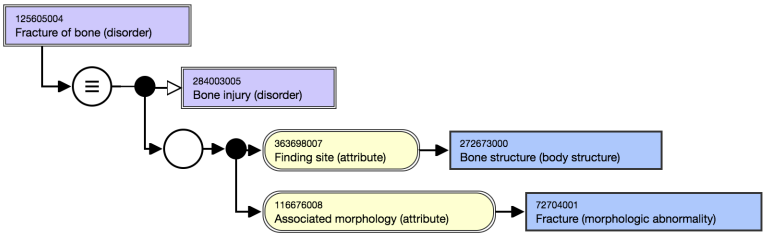 125605004
Fracture of bone (disorder)
284003005
Bone injury (disorder)
363698007
Finding site (attribute)
272673000
Bone structure (body structure)
116676008
Associated morphology (attribute)
72704001
Fracture (morphologic abnormality)